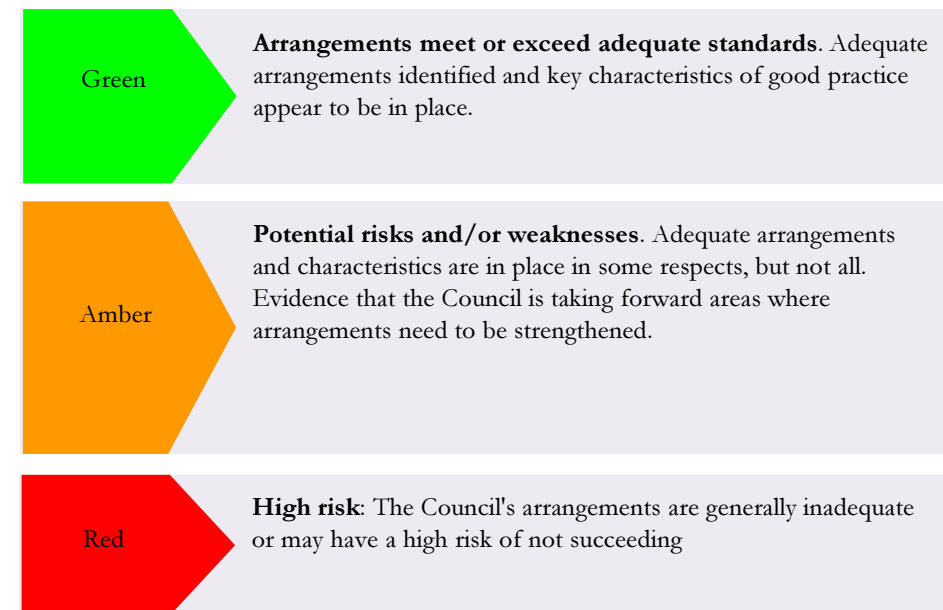 Green
Arrangements meet or exceed adequate standards. Adequate
arrangements identified and key characteristics of good practice
appear to be in place.
Amber
Potential risks and/or weaknesses. Adequate arrangements
and characteristics are in place in some respects, but not all.
Evidence that the Council is taking forward areas where
arrangements need to be strengthened.
Red
High risk: The Council's arrangements are generally inadequate
or may have a high risk of not succeeding